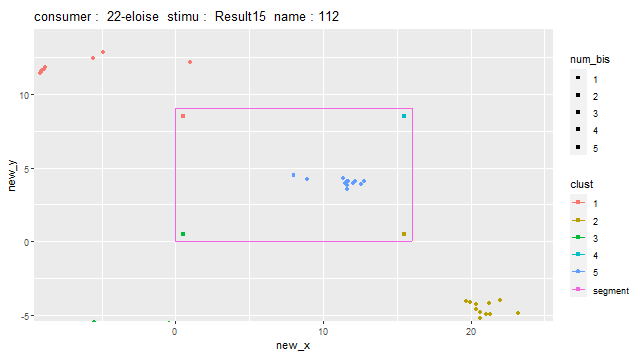 consumer :  22-eloise  stimu :  Result15  name : 112
new_y
10
5
0
-5
0
10
20
new_x
num_bis
1
2
3
4
5
clust
1
2
3
4
5
segment